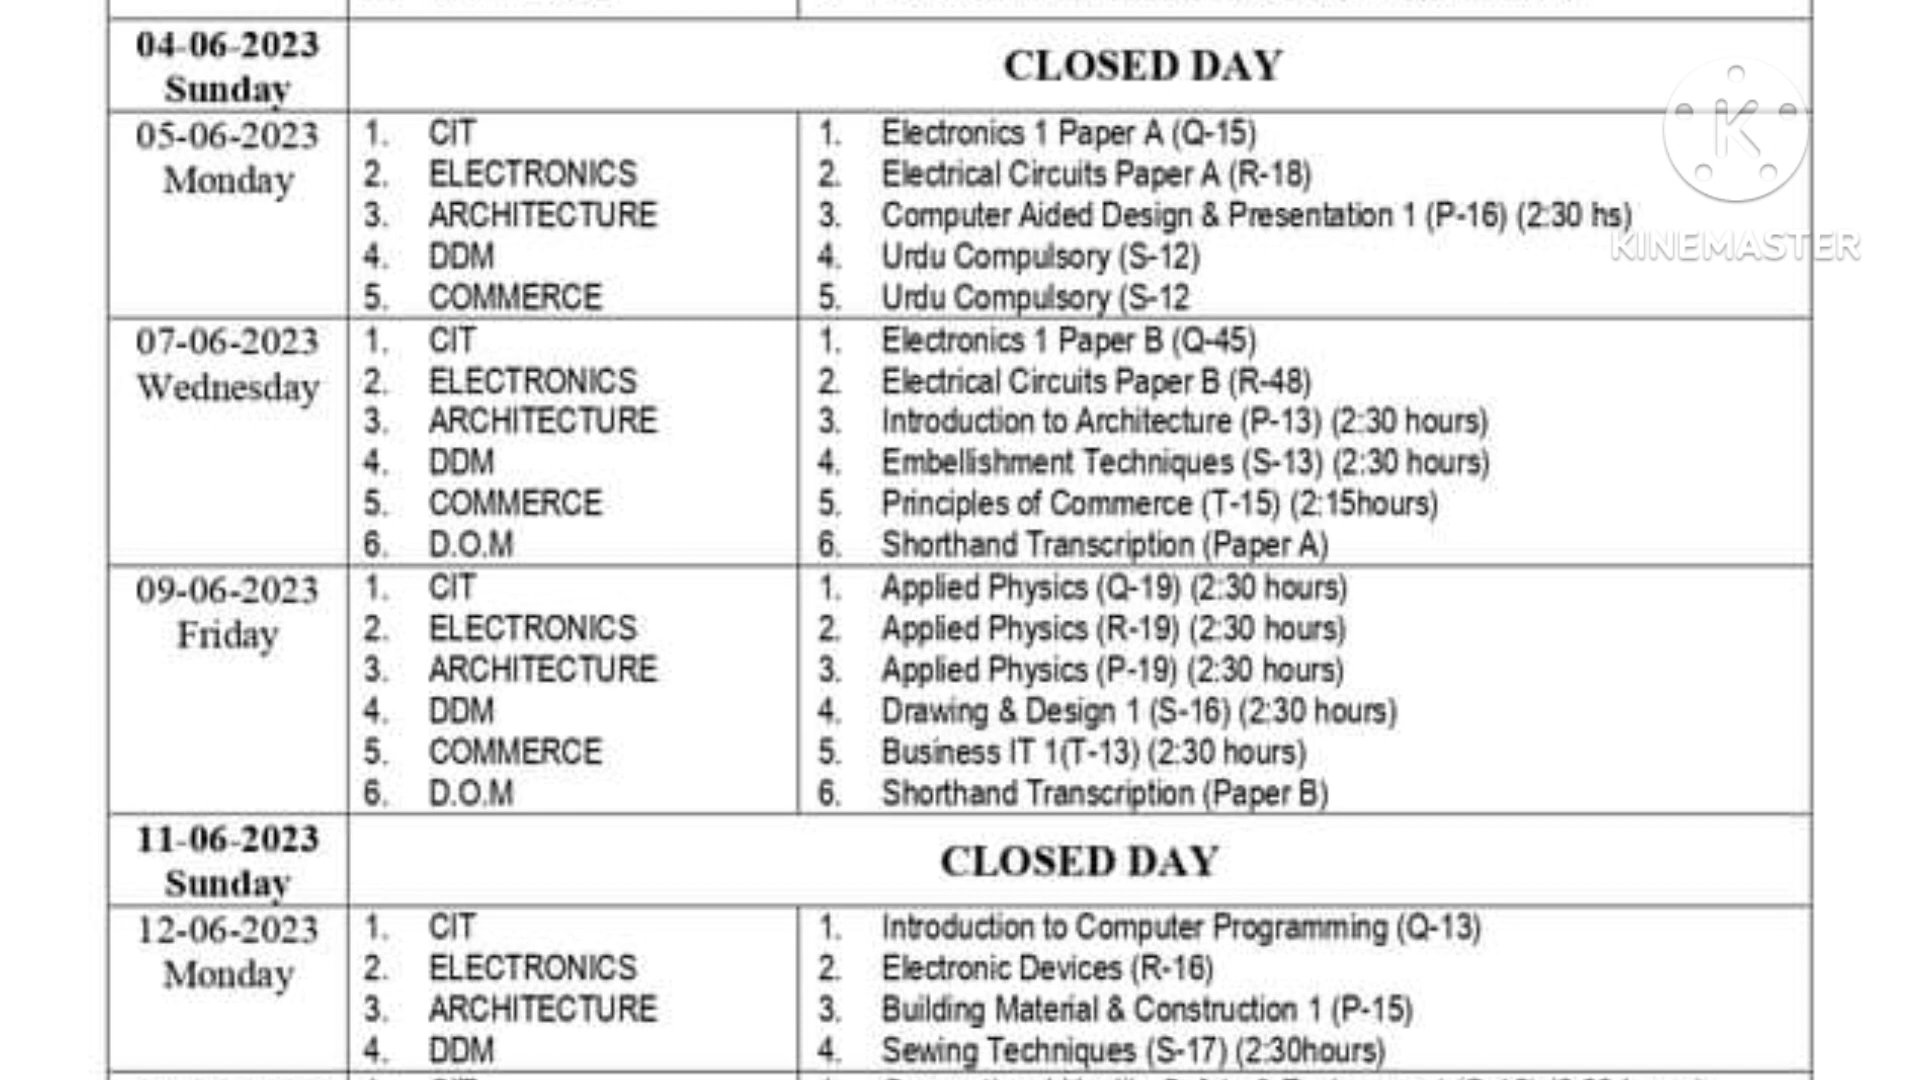 04-06-2023
Sunday
CLOSED DAY
05-06-2023
Monday
1. CIT
2. ELECTRONICS
3. ARCHITECTURE
4. DDM
5. COMMERCE
1. Electronics 1 Paper A (Q-15)
2. Electrical Circuits Paper A (R-18)
3. Computer Aided Design & Presentation 1 (P-16) (2:30 hs)
4. Urdu Compulsory (S-12)
5. Urdu Compulsory (S-12
K
KINEMASTER
07-06-2023
Wednesday
1. CIT
2. ELECTRONICS
3. ARCHITECTURE
4. DDM
5. COMMERCE
6. D.O.M
1. Electronics 1 Paper B (Q-45)
2. Electrical Circuits Paper B (R-48)
3. Introduction to Architecture (P-13) (2:30 hours)
4. Embellishment Techniques (S-13) (2:30 hours)
5. Principles of Commerce (T-15) (2:15hours)
6. Shorthand Transcription (Paper A)
09-06-2023
Friday
1. CIT
2. ELECTRONICS
3. ARCHITECTURE
4. DDM
5. COMMERCE
6. D.O.M
1. Applied Physics (Q-19) (2:30 hours)
2. Applied Physics (R-19) (2:30 hours)
3. Applied Physics (P-19) (2:30 hours)
4. Drawing & Design 1 (S-16) (2:30 hours)
5. Business IT 1(T-13) (2:30 hours)
6. Shorthand Transcription (Paper B)
11-06-2023
Sunday
CLOSED DAY
12-06-2023
Monday
1. CIT
2. ELECTRONICS
3. ARCHITECTURE
4. DDM
1. Introduction to Computer Programming (Q-13)
2. Electronic Devices (R-16)
3. Building Material & Construction 1 (P-15)
4. Sewing Techniques (S-17) (2:30hours)